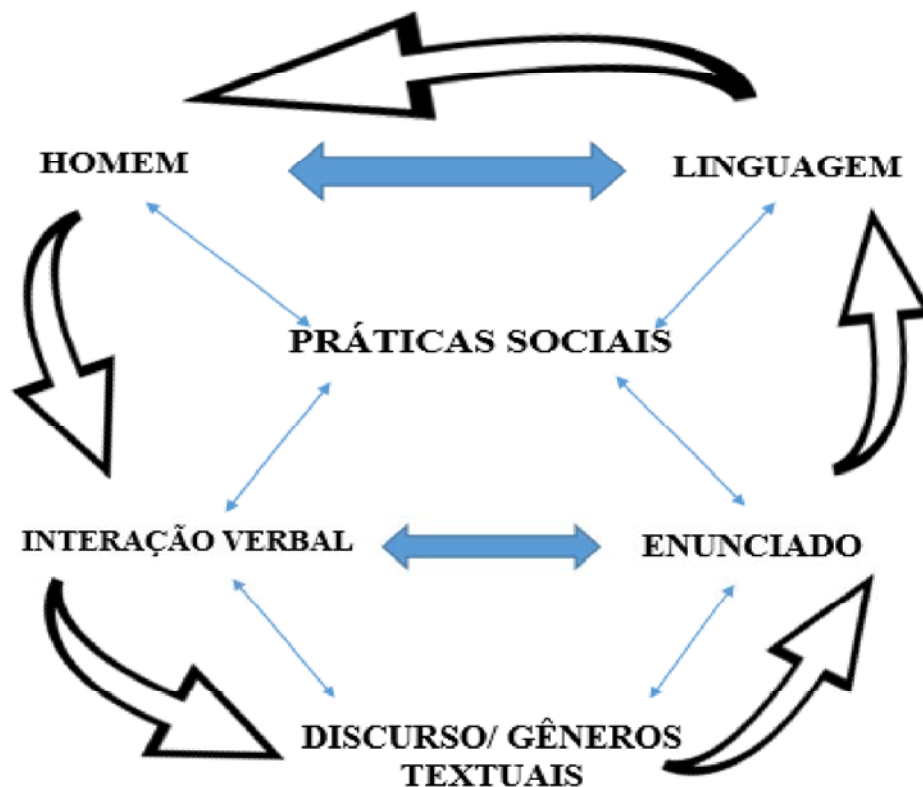 HOMEM
LINGUAGEM
PRÁTICAS SOCIAIS
INTERAÇÃO VERBAL
ENUNCIADO
DISCURSO/ GÊNEROS
TEXTUAIS